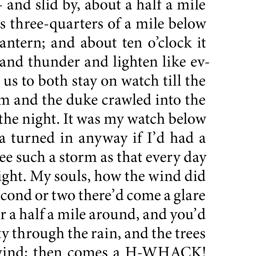 - and slid by, about a half a mile
s three-quarters of a mile below
antern; and about ten o’clock it
and thunder and lighten like ev-
us to both stay on watch till the
m and the duke crawled into the
the night. It was my watch below
a turned in anyway if I’d had a
ee such a storm as that every day
ight. My souls, how the wind did
cond or two there’d come a glare
r a half a mile around, and you’d
ty through the rain, and the trees
wind; then comes a H-WHACK!